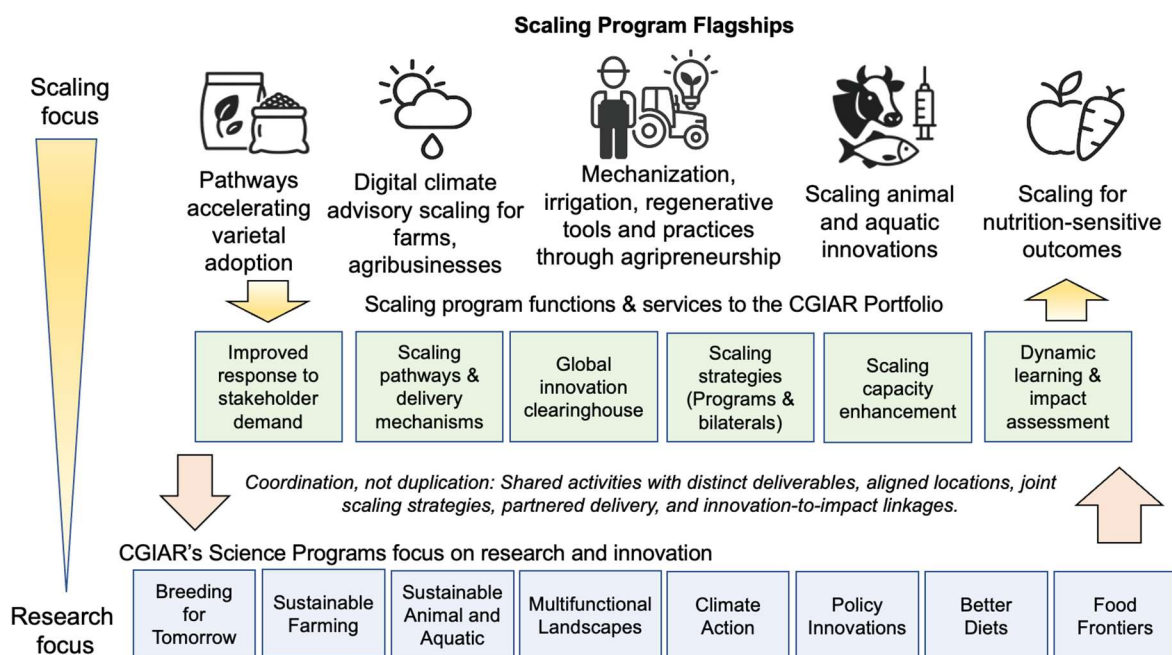 Scaling Program Flagships
Scaling
focus
Pathways
accelerating
varietal
adoption
Digital climate
advisory scaling for
farms,
agribusinesses
Mechanization,
irrigation, regenerative
tools and practices
through agripreneurship
Scaling animal
and aquatic
innovations
Scaling for
nutrition-sensitive
outcomes
Scaling program functions & services to the CGIAR Portfolio
Improved
response to
stakeholder
demand
Scaling
pathways &
delivery
mechanisms
Global
innovation
clearinghouse
Scaling
strategies
(Programs &
bilaterals)
Scaling
capacity
enhancement
Dynamic
learning &
impact
assessment
Coordination, not duplication: Shared activities with distinct deliverables, aligned locations, joint
scaling strategies, partnered delivery, and innovation-to-impact linkages.
CGIAR's Science Programs focus on research and innovation
Research
focus
Breeding
for
Tomorrow
Sustainable
Farming
Sustainable
Animal and
Aquatic
Multifunctional
Landscapes
Climate
Action
Policy
Innovations
Better
Diets
Food
Frontiers